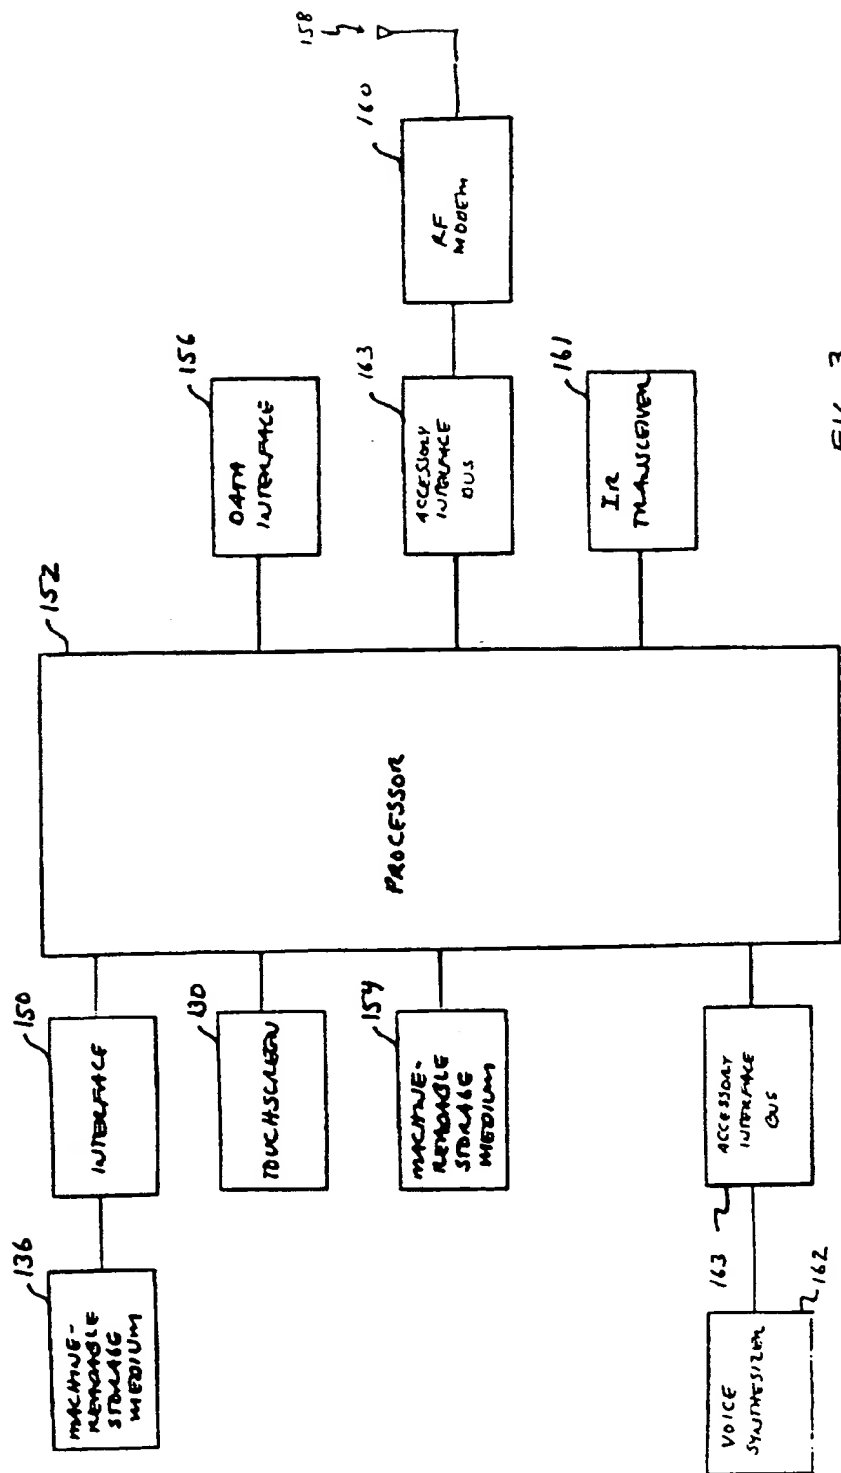 158
160
RF
MODEM
156
DATA
INTERFACE
163
ACCESSORY
INTERFACE
BUS
161
IR
TRANSCEIVER
152
PROCESSOR
150
INTERFACE
130
TOUCHSCREEN
154
MACHINE-
READABLE
STORAGE
MEDIUM
ACCESSORY
INTERFACE
BUS
136
MACHINE-
READABLE
STORAGE
MEDIUM
163
162
VOICE
SYNTHESIZER